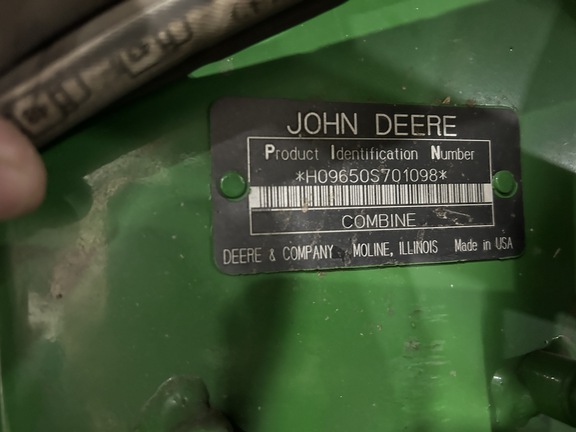 JOHN DEERE
Product Identification Number
*H09650S701098*
COMBINE
DEERE & COMPANY MOLINE, ILLINOIS Made in USA